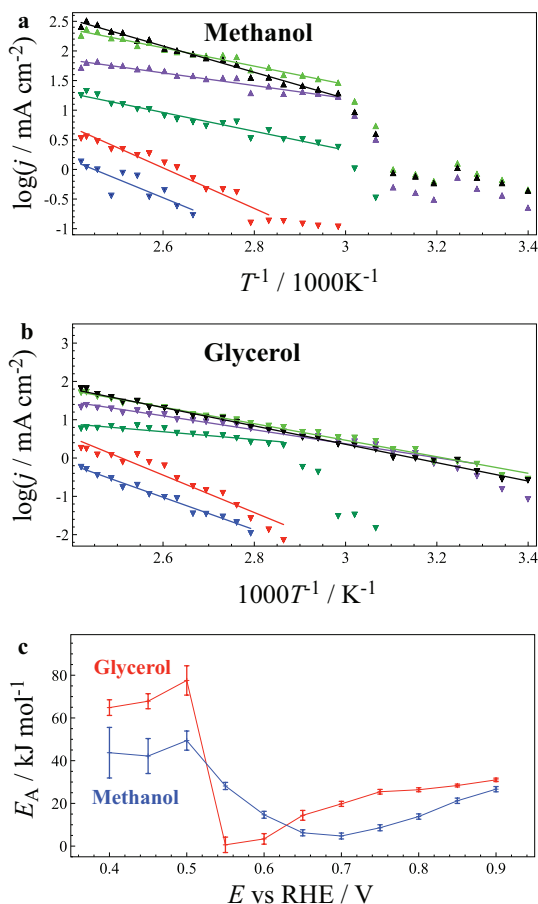 a
Methanol
log(j / mA cm⁻²)
2.5
2
1.5
1
0.5
0
-0.5
-1
2.6
2.8
3
3.2
3.4
T⁻¹ / 1000K⁻¹
b
Glycerol
log(j / mA cm⁻²)
3
2
1
0
-1
-2
2.6
2.8
3
3.2
3.4
1000T⁻¹ / K⁻¹
c
Glycerol
Methanol
E_A / kJ mol⁻¹
80
60
40
20
0
0.4
0.5
0.6
0.7
0.8
0.9
E vs RHE / V